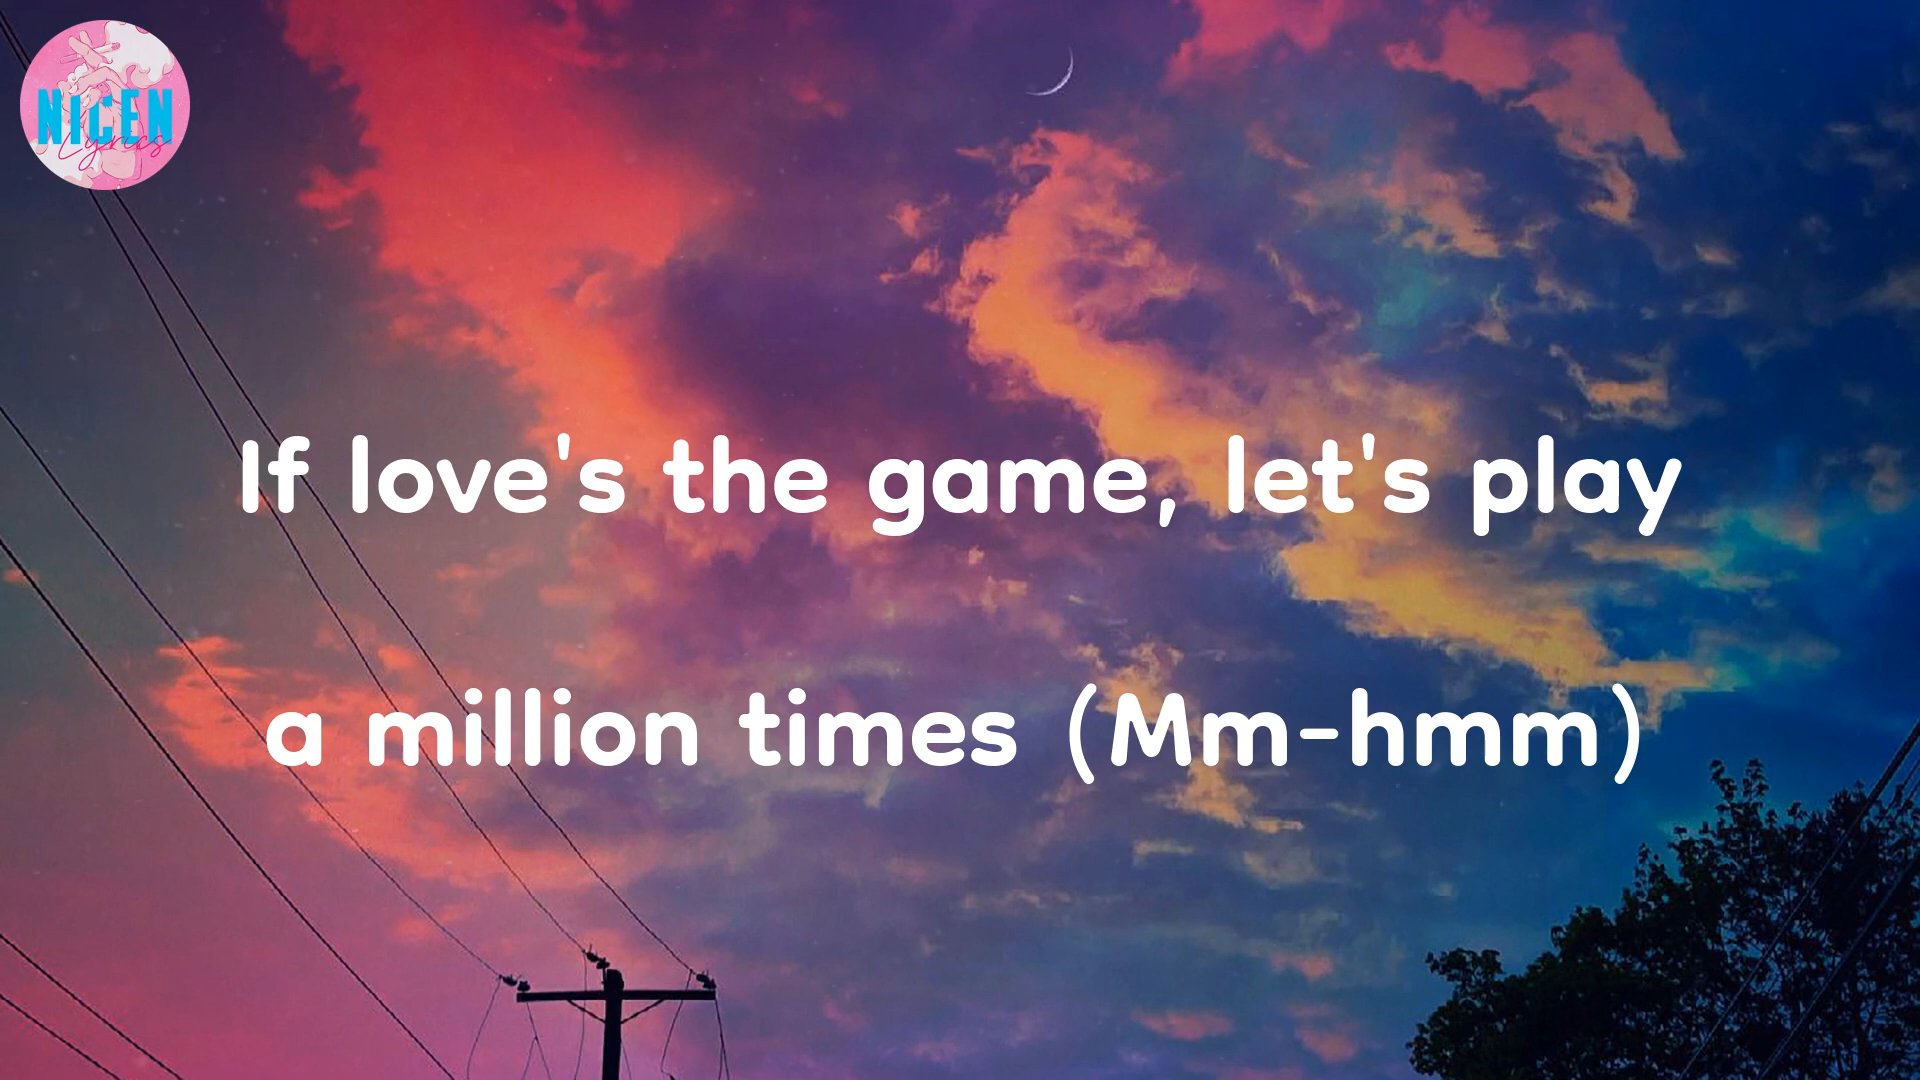 NICEN
Lyrics
If love's the game, let's play
a million times (Mm-hmm)